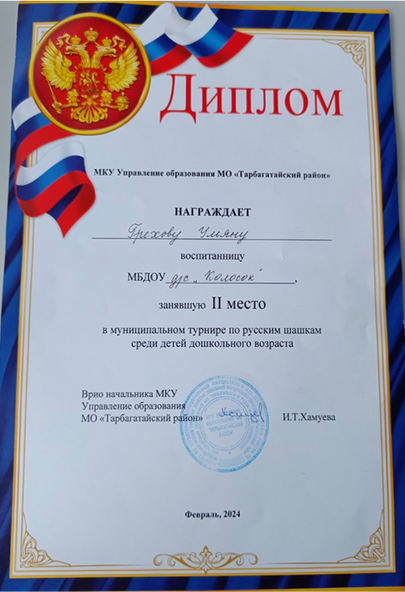 Диплом
МКУ Управление образования МО «Тарбагатайский район»
НАГРАЖДАЕТ
Грехову Ульяну
воспитанницу
МБДОУ д/с „Колосок",
занявшую II место
в муниципальном турнире по русским шашкам
среди детей дошкольного возраста
Врио начальника МКУ
Управление образования
МО «Тарбагатайский район»
И.Т.Хамуева
Февраль, 2024